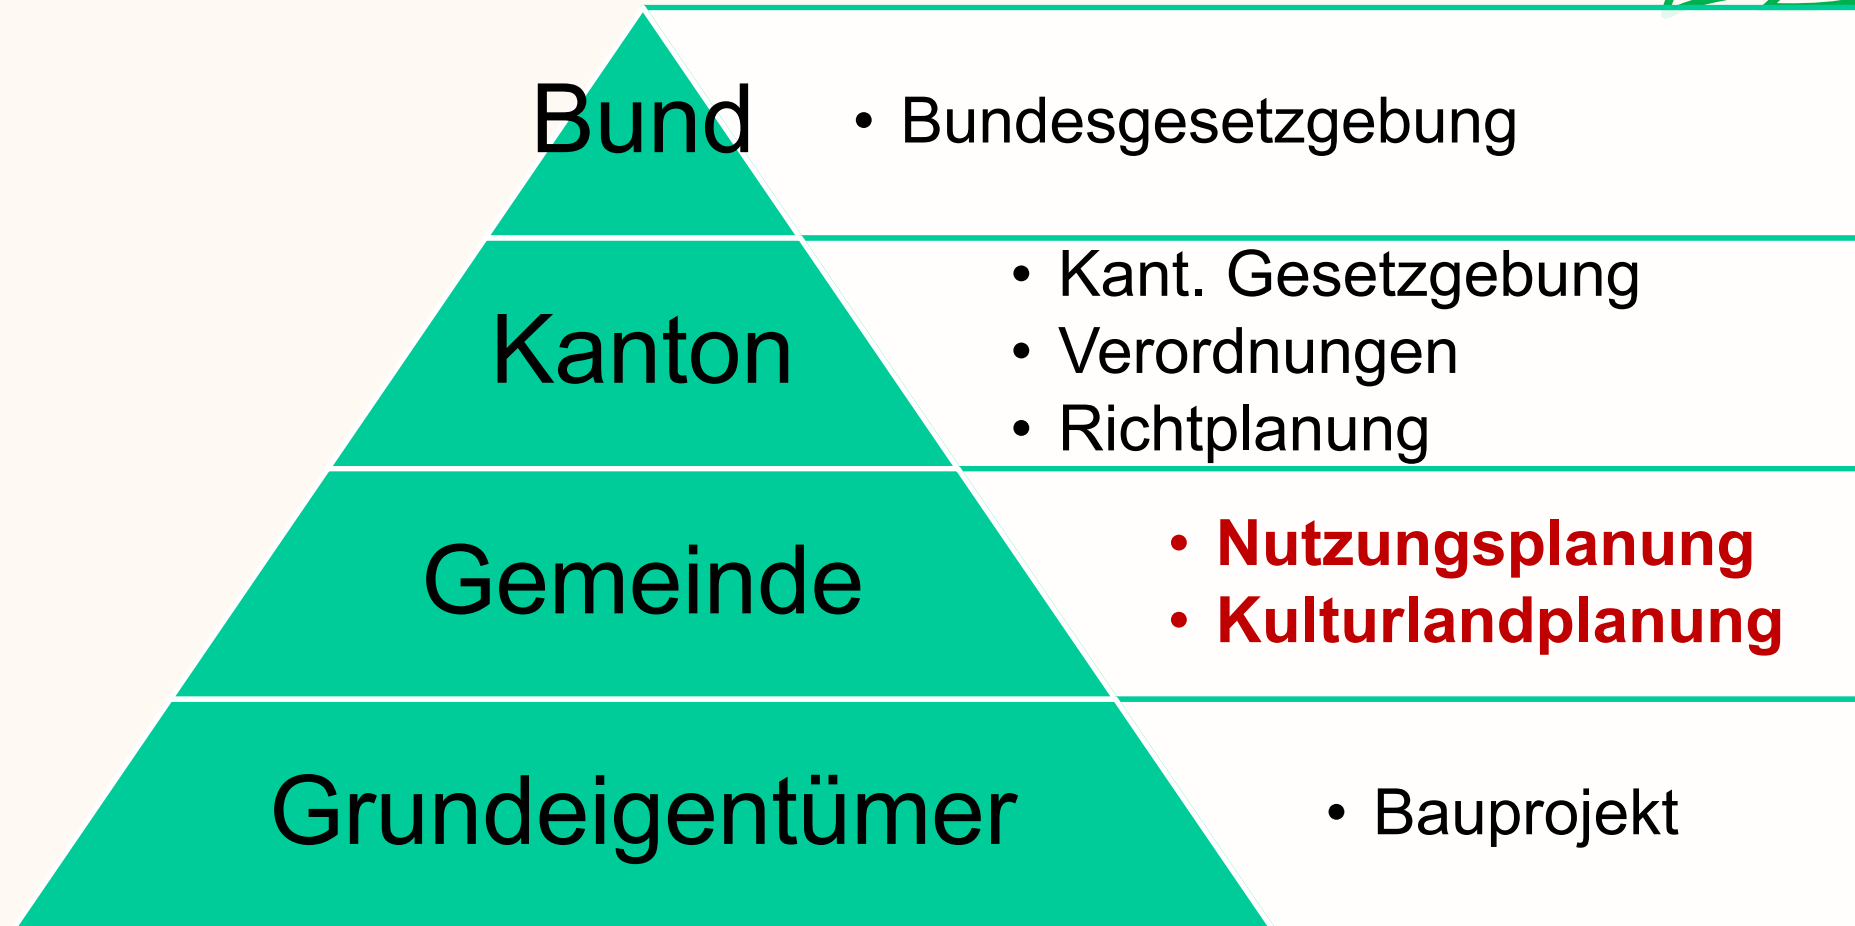 Bund
• Bundesgesetzgebung
Kanton
• Kant. Gesetzgebung
• Verordnungen
• Richtplanung
Gemeinde
• Nutzungsplanung
• Kulturlandplanung
Grundeigentümer
• Bauprojekt